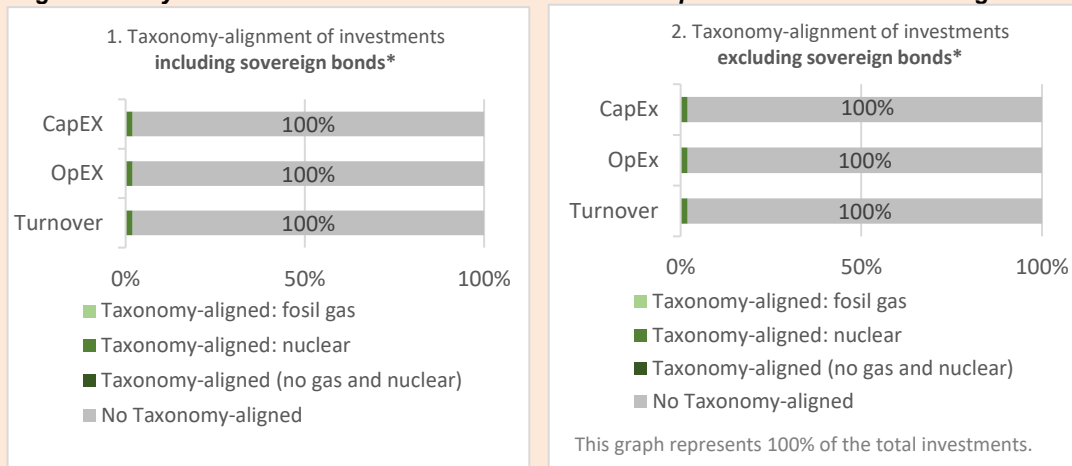 1. Taxonomy-alignment of investments
including sovereign bonds*
CapEX
100%
OpEX
100%
Turnover
100%
0%
50%
100%
Taxonomy-aligned: fosil gas
Taxonomy-aligned: nuclear
Taxonomy-aligned (no gas and nuclear)
No Taxonomy-aligned
2. Taxonomy-alignment of investments
excluding sovereign bonds*
CapEx
100%
OpEx
100%
Turnover
100%
0%
50%
100%
Taxonomy-aligned: fosil gas
Taxonomy-aligned: nuclear
Taxonomy-aligned (no gas and nuclear)
No Taxonomy-aligned
This graph represents 100% of the total investments.